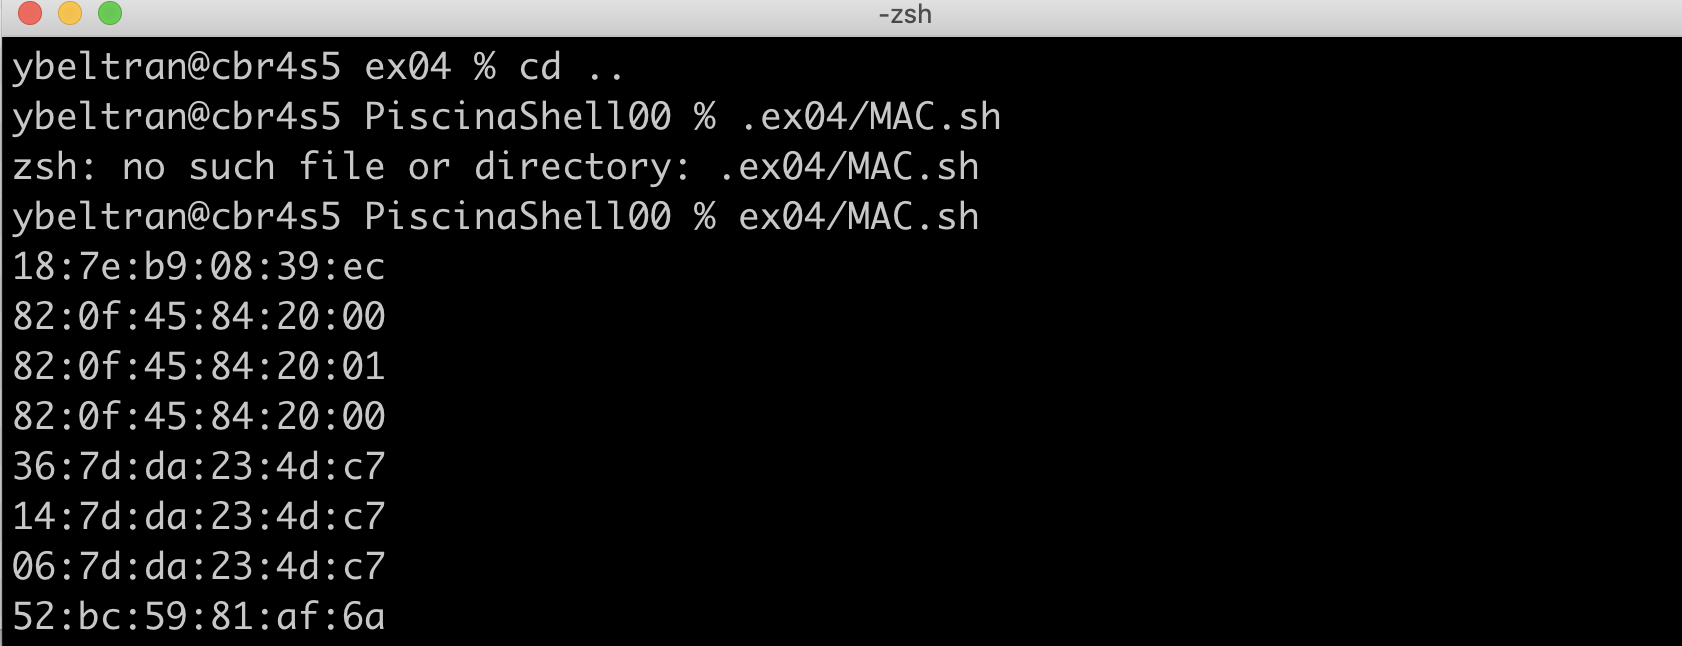 -zsh
ybeltran@cbr4s5 ex04 % cd ..
ybeltran@cbr4s5 PiscinaShell00 % .ex04/MAC.sh
zsh: no such file or directory: .ex04/MAC.sh
ybeltran@cbr4s5 PiscinaShell00 % ex04/MAC.sh
18:7e:b9:08:39:ec
82:0f:45:84:20:00
82:0f:45:84:20:01
82:0f:45:84:20:00
36:7d:da:23:4d:c7
14:7d:da:23:4d:c7
06:7d:da:23:4d:c7
52:bc:59:81:af:6a